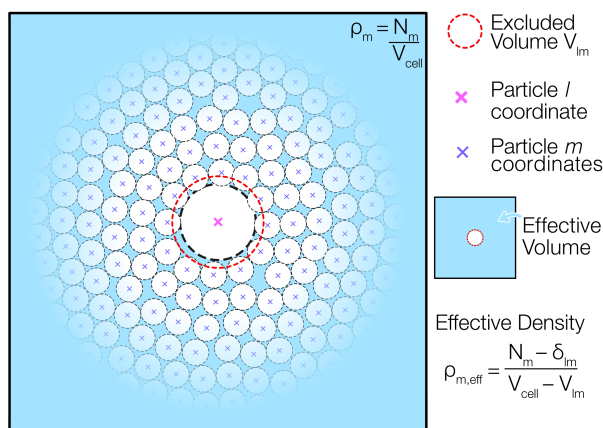 ρm = Nm
Vcell
Excluded
Volume Vlm
Particle l
coordinate
Particle m
coordinates
Effective
Volume
Effective Density
ρm,eff = Nm − δlm
Vcell − Vlm